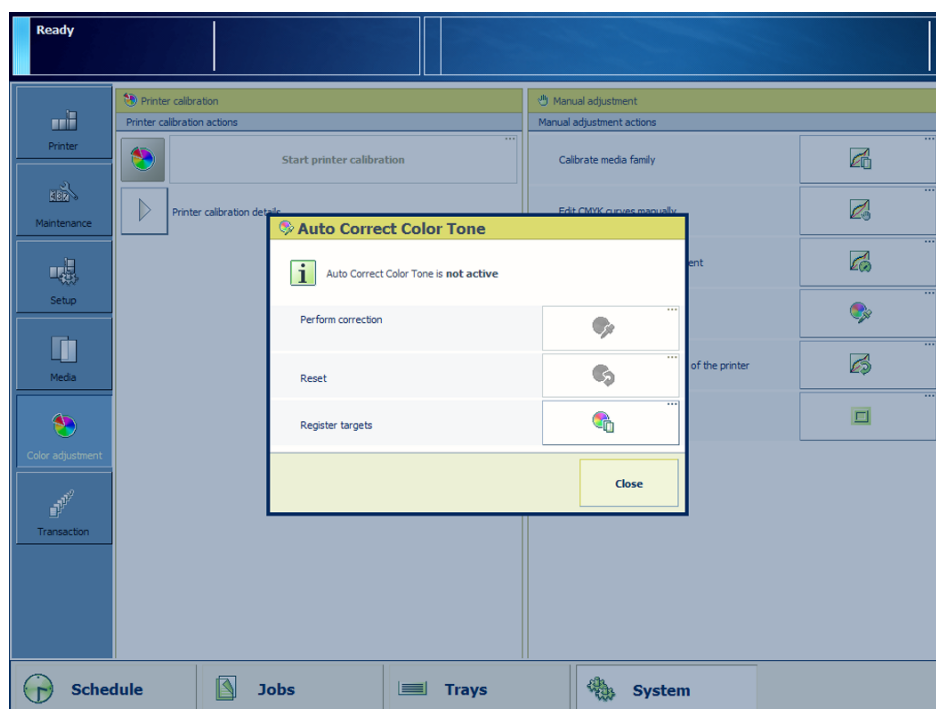 Ready
Printer
Maintenance
Setup
Media
Color adjustment
Transaction
Printer calibration
Printer calibration actions
Start printer calibration
Printer calibration details
Manual adjustment
Manual adjustment actions
Calibrate media family
Edit CMYK curves manually
ent
of the printer
Auto Correct Color Tone
Auto Correct Color Tone is not active
Perform correction
Reset
Register targets
Close
Schedule
Jobs
Trays
System